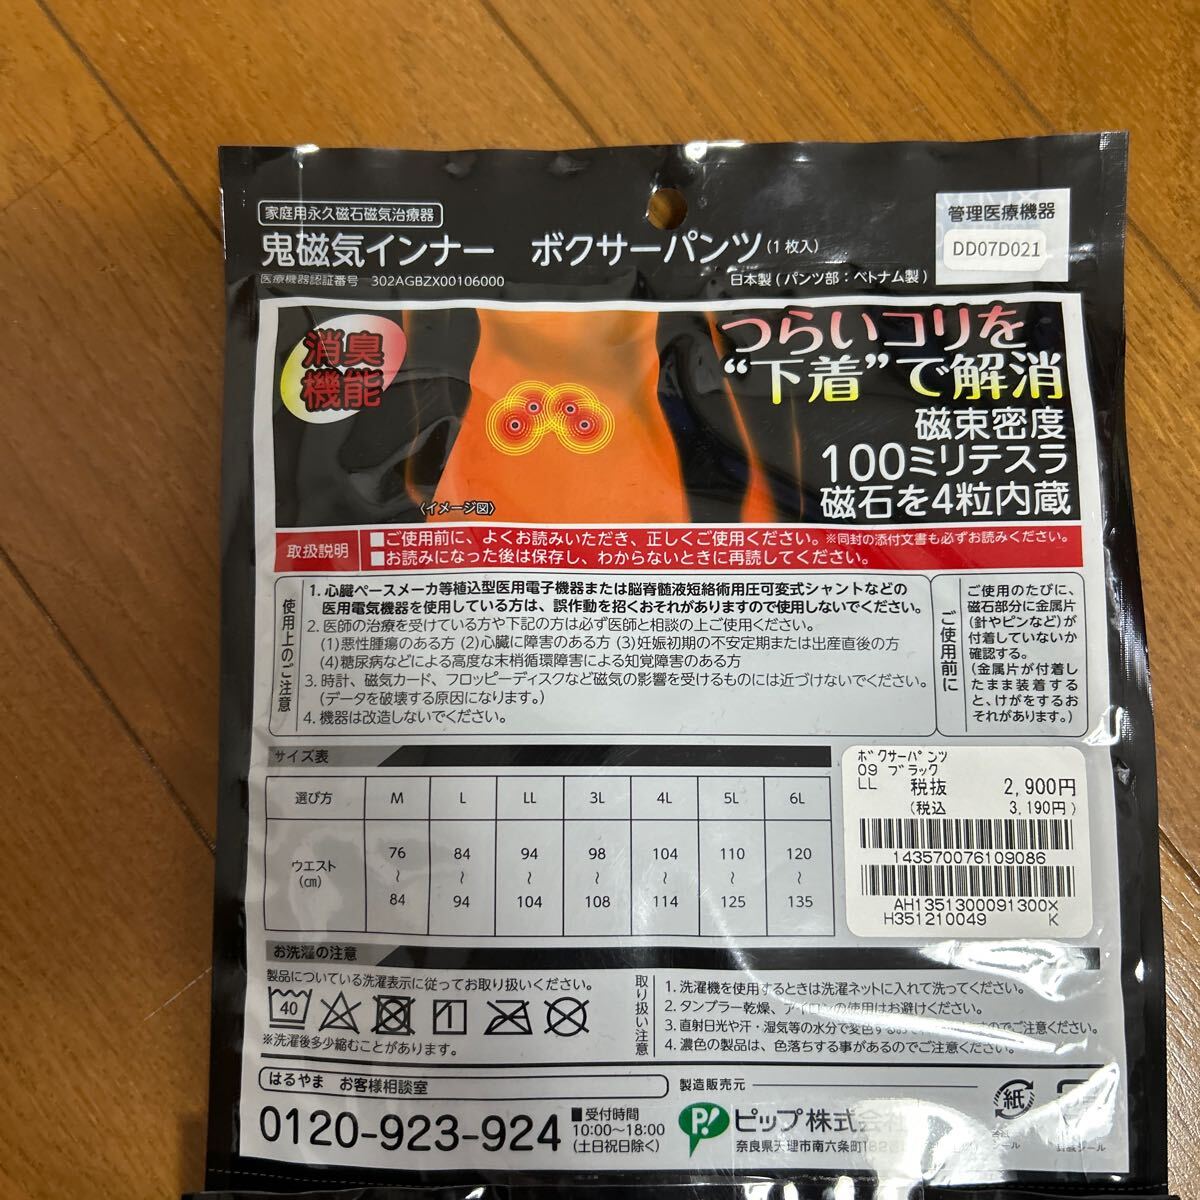 家庭用永久磁石磁気治療器
鬼磁気インナー ボクサーパンツ(1枚入)
医療機器認証番号 302AGBZX00106000
日本製(パンツ部:ベトナム製)
管理医療機器
DD07D021
消臭
機能
つらいコリを
“下着”で解消
磁束密度
100ミリテスラ
磁石を4粒内蔵
〈イメージ図〉
取扱説明
■ご使用前に、よくお読みいただき、正しくご使用ください。※同封の添付文書も必ずお読みください。
■お読みになった後は保存し、わからないときに再読してください。
使用上のご注意
1. 心臓ペースメーカ等植込型医用電子機器または脳脊髄液短絡術用圧可変式シャントなどの
医用電気機器を使用している方は、誤作動を招くおそれがありますので使用しないでください。
2. 医師の治療を受けている方や下記の方は必ず医師と相談の上ご使用ください。
(1)悪性腫瘍のある方 (2)心臓に障害のある方 (3)妊娠初期の不安定期または出産直後の方
(4)糖尿病などによる高度な末梢循環障害による知覚障害のある方
3. 時計、磁気カード、フロッピーディスクなど磁気の影響を受けるものには近づけないでください。
(データを破壊する原因になります。)
4. 機器は改造しないでください。
ご使用前に
ご使用のたびに、
磁石部分に金属片
(針やピンなど)が
付着していないか
確認する。
(金属片が付着し
たまま装着する
と、けがをするお
それがあります。)
サイズ表
選び方 M L LL 3L 4L 5L 6L
ウエスト(cm) 76~84 84~94 94~104 98~108 104~114 110~125 120~135
ボクサーパンツ
09 ブラック
LL 税抜 2,900円
(税込 3,190円)
143570076109086
AH1351300091300X
H351210049 K
お洗濯の注意
製品についている洗濯表示に従ってお取り扱いください。
40
※洗濯後多少縮むことがあります。
取り扱い注意
1. 洗濯機を使用するときは洗濯ネットに入れて洗ってください。
2. タンブラー乾燥、アイロンの使用はお避けください。
3. 直射日光や汗・湿気等の水分で変色するおそれがありますのでご注意ください。
4. 濃色の製品は、色落ちする事があるのでご注意ください。
はるやま お客様相談室
0120-923-924
■受付時間
10:00~18:00
(土日祝日除く)
製造販売元
P!
ピップ株式会社
奈良県天理市南六条町
紙